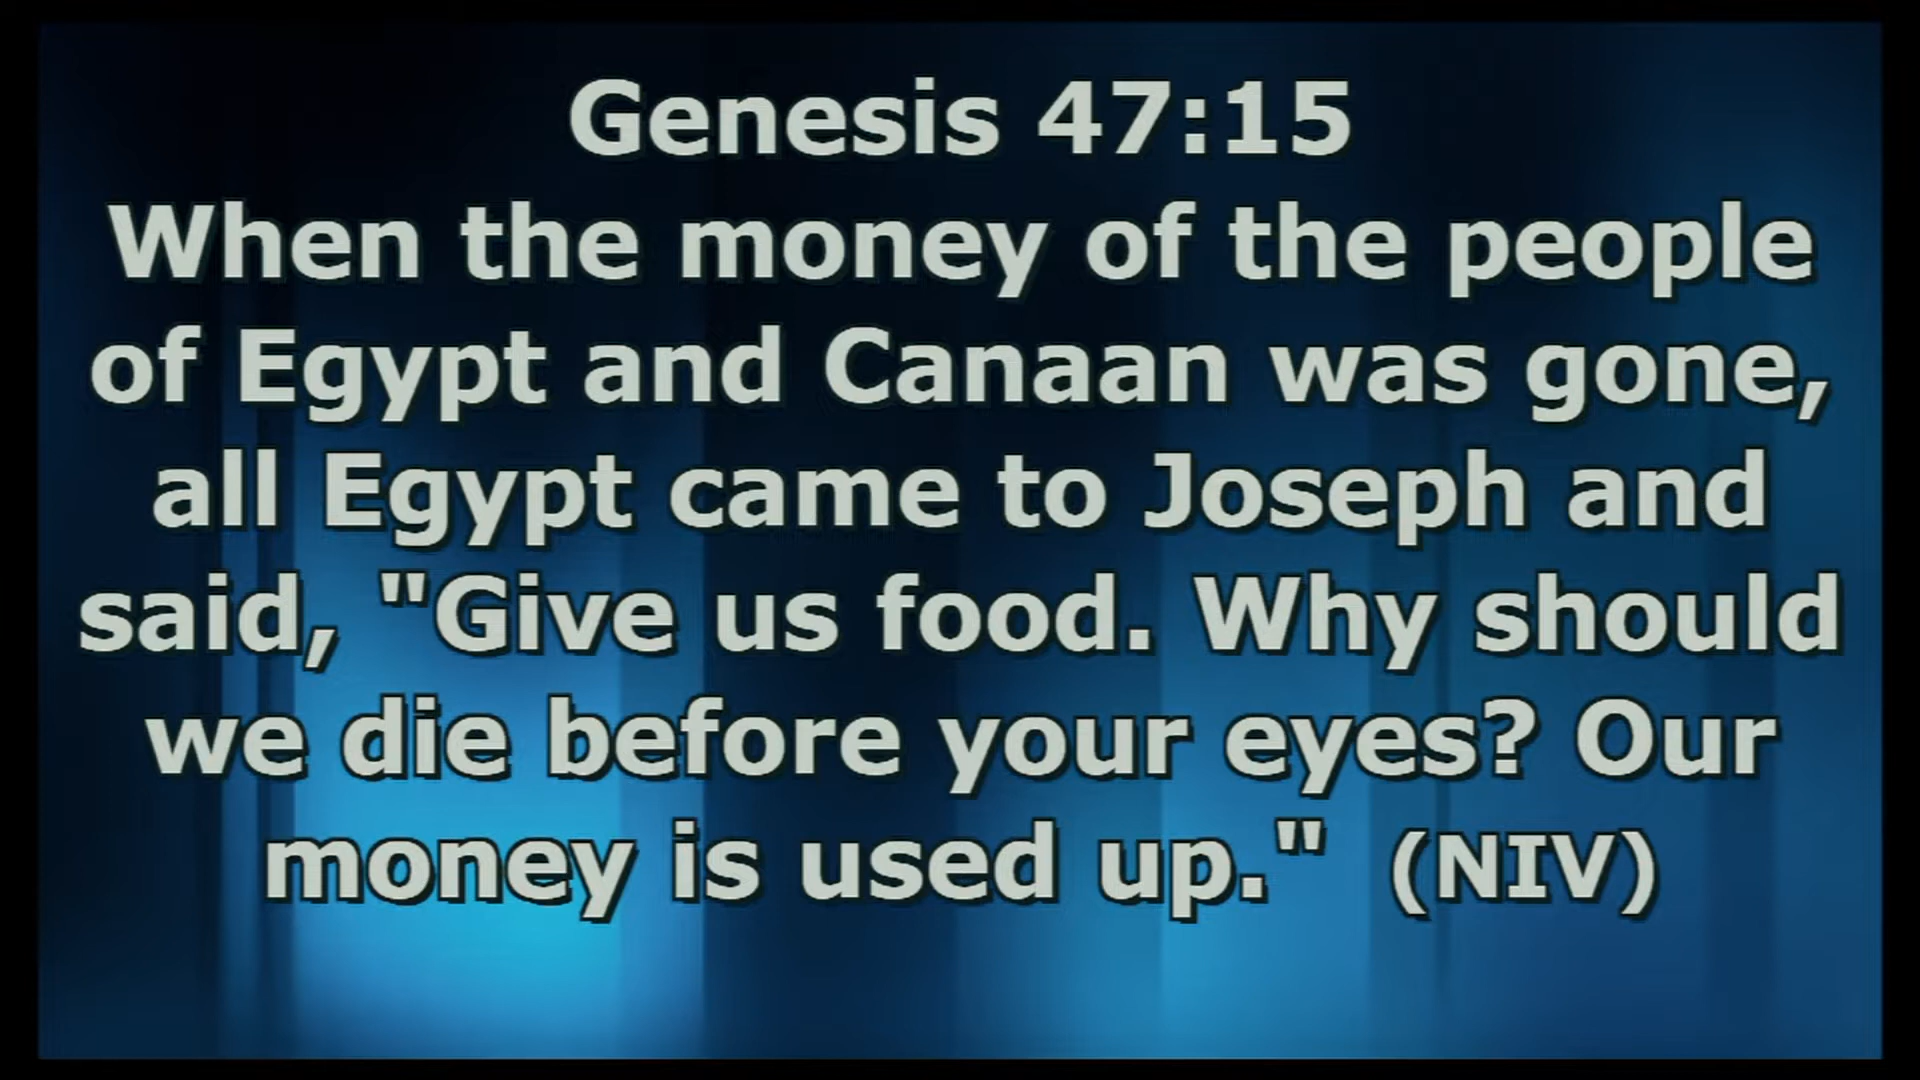 Genesis 47:15
When the money of the people
of Egypt and Canaan was gone,
all Egypt came to Joseph and
said, "Give us food. Why should
we die before your eyes? Our
money is used up." (NIV)